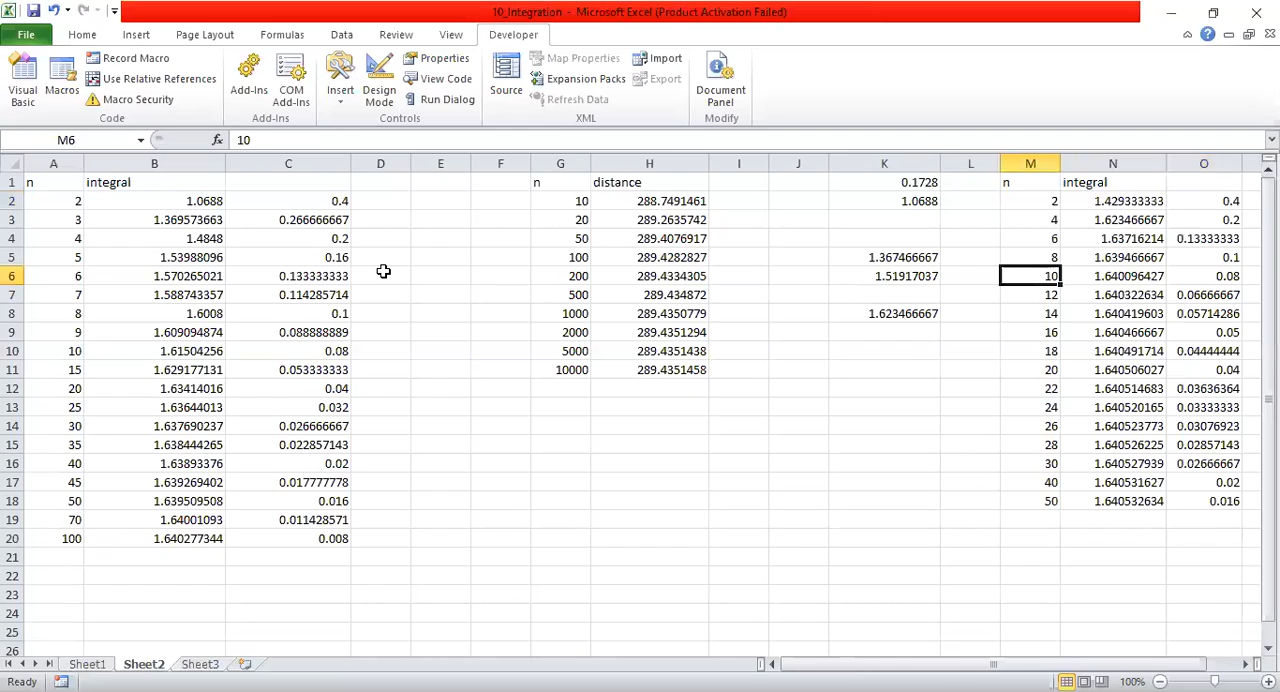 10_Integration - Microsoft Excel (Product Activation Failed)
File Home Insert Page Layout Formulas Data Review View Developer
Visual Basic
Macros
Record Macro
Use Relative References
Macro Security
Code
Add-Ins
COM Add-Ins
Add-Ins
Insert
Design Mode
Properties
View Code
Run Dialog
Controls
Source
Map Properties
Expansion Packs
Refresh Data
Import
Export
XML
Document Panel
Modify
M6 fx 10
A B C D E F G H I J K L M N O
1 n integral n distance 0.1728 n integral
2 2 1.0688 0.4 10 288.7491461 1.0688 2 1.429333333 0.4
3 3 1.369573663 0.266666667 20 289.2635742 4 1.623466667 0.2
4 4 1.4848 0.2 50 289.4076917 6 1.63716214 0.13333333
5 5 1.53988096 0.16 100 289.4282827 1.367466667 8 1.639466667 0.1
6 6 1.570265021 0.133333333 200 289.4334305 1.51917037 10 1.640096427 0.08
7 7 1.588743357 0.114285714 500 289.434872 12 1.640322634 0.06666667
8 8 1.6008 0.1 1000 289.4350779 1.623466667 14 1.640419603 0.05714286
9 9 1.609094874 0.088888889 2000 289.4351294 16 1.640466667 0.05
10 10 1.61504256 0.08 5000 289.4351438 18 1.640491714 0.04444444
11 15 1.629177131 0.053333333 10000 289.4351458 20 1.640506027 0.04
12 20 1.63414016 0.04 22 1.640514683 0.03636364
13 25 1.63644013 0.032 24 1.640520165 0.03333333
14 30 1.637690237 0.026666667 26 1.640523773 0.03076923
15 35 1.638444265 0.022857143 28 1.640526225 0.02857143
16 40 1.63893376 0.02 30 1.640527939 0.02666667
17 45 1.639269402 0.017777778 40 1.640531627 0.02
18 50 1.639509508 0.016 50 1.640532634 0.016
19 70 1.64001093 0.011428571
20 100 1.640277344 0.008
21
22
23
24
25
26
Sheet1 Sheet2 Sheet3
Ready 100%